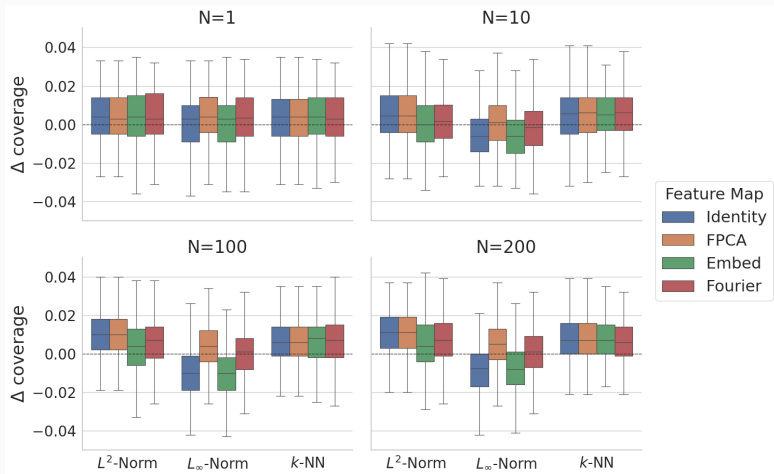 N=1
N=10
Δ coverage
0.04
0.02
0.00
−0.02
−0.04
Feature Map
Identity
FPCA
Embed
Fourier
N=100
N=200
Δ coverage
0.04
0.02
0.00
−0.02
−0.04
L²-Norm
L∞-Norm
k-NN
L²-Norm
L∞-Norm
k-NN